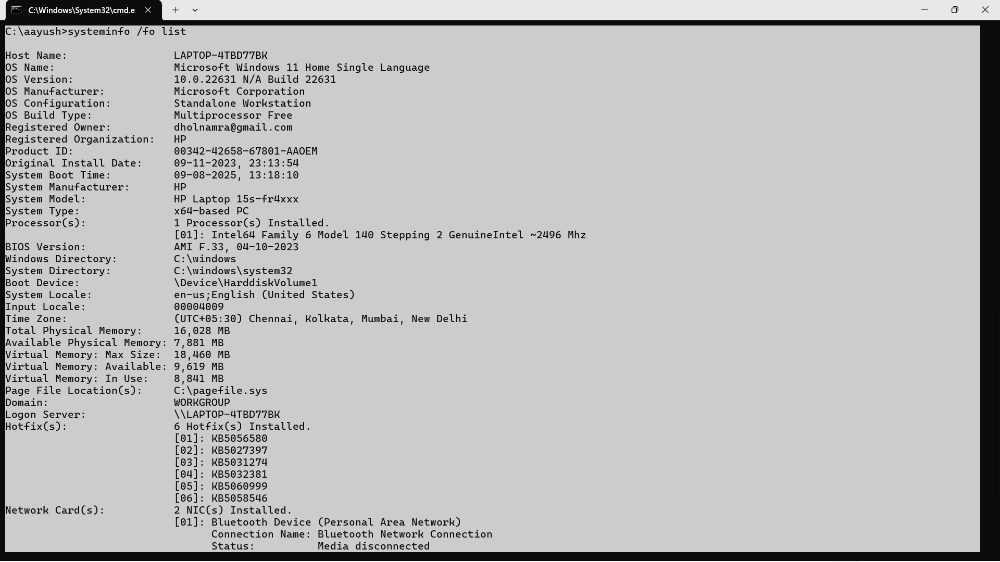 C:\Windows\System32\cmd.e
C:\aayush>systeminfo /fo list
Host Name:                 LAPTOP-4TBD77BK
OS Name:                   Microsoft Windows 11 Home Single Language
OS Version:                10.0.22631 N/A Build 22631
OS Manufacturer:           Microsoft Corporation
OS Configuration:          Standalone Workstation
OS Build Type:             Multiprocessor Free
Registered Owner:          dholnamra@gmail.com
Registered Organization:   HP
Product ID:                00342-42658-67801-AAOEM
Original Install Date:     09-11-2023, 23:13:54
System Boot Time:          09-08-2025, 13:18:10
System Manufacturer:       HP
System Model:              HP Laptop 15s-fr4xxx
System Type:               x64-based PC
Processor(s):              1 Processor(s) Installed.
                           [01]: Intel64 Family 6 Model 140 Stepping 2 GenuineIntel ~2496 Mhz
BIOS Version:              AMI F.33, 04-10-2023
Windows Directory:         C:\windows
System Directory:          C:\windows\system32
Boot Device:               \Device\HarddiskVolume1
System Locale:             en-us;English (United States)
Input Locale:              00004009
Time Zone:                 (UTC+05:30) Chennai, Kolkata, Mumbai, New Delhi
Total Physical Memory:     16,028 MB
Available Physical Memory: 7,881 MB
Virtual Memory: Max Size:  18,460 MB
Virtual Memory: Available: 9,619 MB
Virtual Memory: In Use:    8,841 MB
Page File Location(s):     C:\pagefile.sys
Domain:                    WORKGROUP
Logon Server:              \\LAPTOP-4TBD77BK
Hotfix(s):                 6 Hotfix(s) Installed.
                           [01]: KB5056580
                           [02]: KB5027397
                           [03]: KB5031274
                           [04]: KB5032381
                           [05]: KB5060999
                           [06]: KB5058546
Network Card(s):           2 NIC(s) Installed.
                           [01]: Bluetooth Device (Personal Area Network)
                                 Connection Name: Bluetooth Network Connection
                                 Status:          Media disconnected